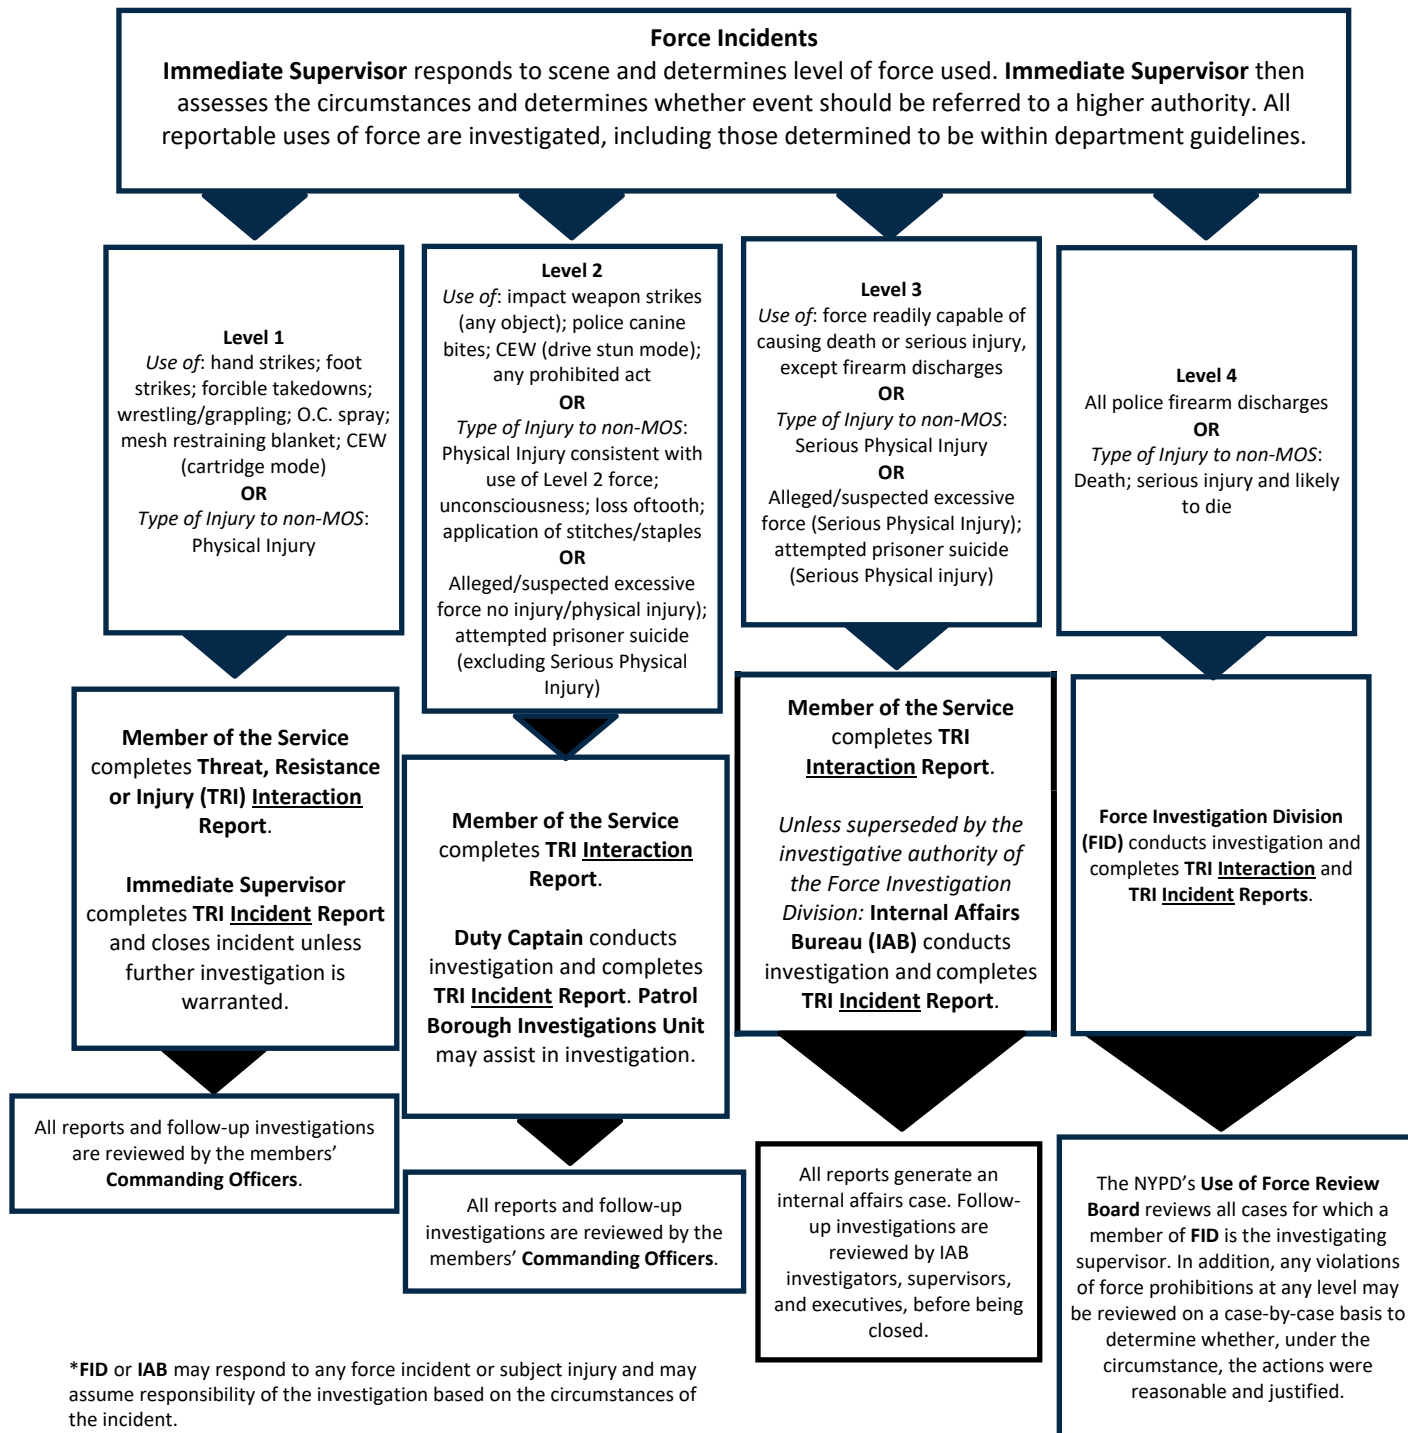 Force Incidents
Immediate Supervisor responds to scene and determines level of force used. Immediate Supervisor then
assesses the circumstances and determines whether event should be referred to a higher authority. All
reportable uses of force are investigated, including those determined to be within department guidelines.
Level 1
Use of: hand strikes; foot
strikes; forcible takedowns;
wrestling/grappling; O.C. spray;
mesh restraining blanket; CEW
(cartridge mode)
OR
Type of Injury to non-MOS:
Physical Injury
Level 2
Use of: impact weapon strikes
(any object); police canine
bites; CEW (drive stun mode);
any prohibited act
OR
Type of Injury to non-MOS:
Physical Injury consistent with
use of Level 2 force;
unconsciousness; loss oftooth;
application of stitches/staples
OR
Alleged/suspected excessive
force no injury/physical injury);
attempted prisoner suicide
(excluding Serious Physical
Injury)
Level 3
Use of: force readily capable of
causing death or serious injury,
except firearm discharges
OR
Type of Injury to non-MOS:
Serious Physical Injury
OR
Alleged/suspected excessive
force (Serious Physical Injury);
attempted prisoner suicide
(Serious Physical injury)
Level 4
All police firearm discharges
OR
Type of Injury to non-MOS:
Death; serious injury and likely
to die
Member of the Service
completes Threat, Resistance
or Injury (TRI) Interaction
Report.
Immediate Supervisor
completes TRI Incident Report
and closes incident unless
further investigation is
warranted.
Member of the Service
completes TRI Interaction
Report.
Duty Captain conducts
investigation and completes
TRI Incident Report. Patrol
Borough Investigations Unit
may assist in investigation.
Member of the Service
completes TRI
Interaction Report.
Unless superseded by the
investigative authority of
the Force Investigation
Division: Internal Affairs
Bureau (IAB) conducts
investigation and completes
TRI Incident Report.
Force Investigation Division
(FID) conducts investigation and
completes TRI Interaction and
TRI Incident Reports.
All reports and follow-up investigations
are reviewed by the members’
Commanding Officers.
All reports and follow-up
investigations are reviewed by the
members’ Commanding Officers.
All reports generate an
internal affairs case. Follow-
up investigations are
reviewed by IAB
investigators, supervisors,
and executives, before being
closed.
The NYPD’s Use of Force Review
Board reviews all cases for which a
member of FID is the investigating
supervisor. In addition, any violations
of force prohibitions at any level may
be reviewed on a case-by-case basis to
determine whether, under the
circumstance, the actions were
reasonable and justified.
*FID or IAB may respond to any force incident or subject injury and may
assume responsibility of the investigation based on the circumstances of
the incident.